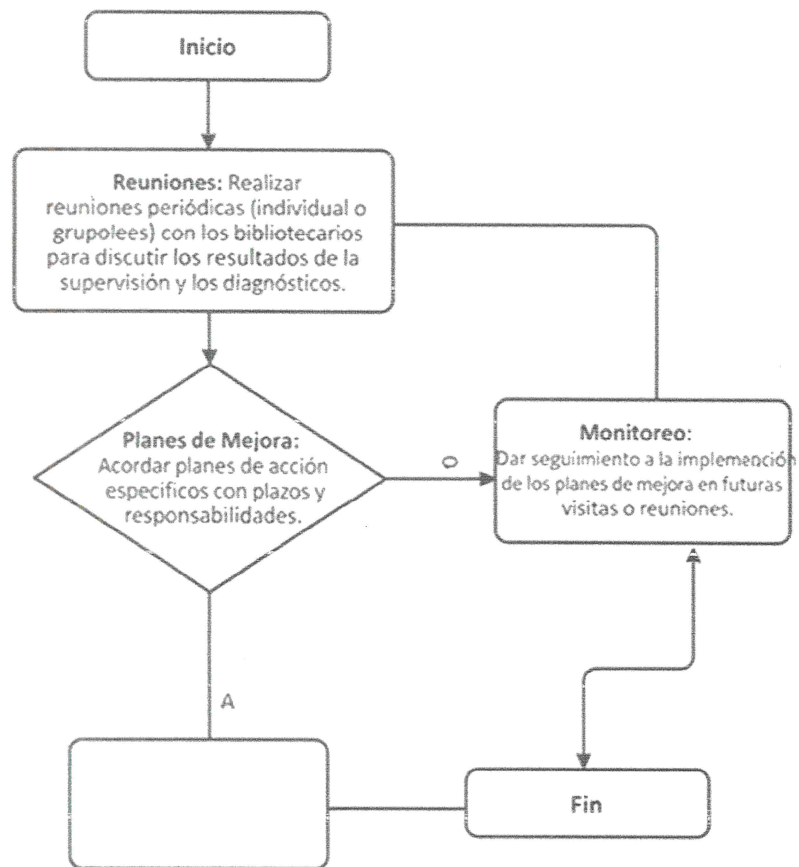 Inicio
Reuniones: Realizar
reuniones periódicas (individual o
grupolees) con los bibliotecarios
para discutir los resultados de la
supervisión y los diagnósticos.
Planes de Mejora:
Acordar planes de acción
especificos con plazos y
responsabilidades.
O
Monitoreo:
Dar seguimiento a la implemención
de los planes de mejora en futuras
visitas o reuniones.
A
Fin